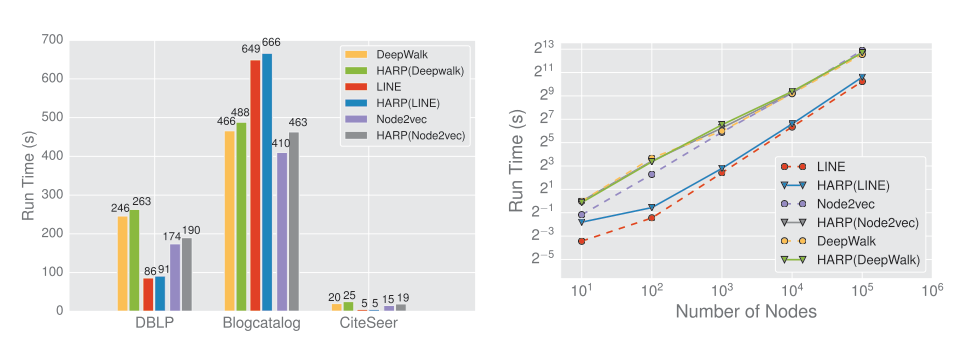 700
600
500
400
300
200
100
0
Run Time (s)
246
263
86
91
174
190
466
488
649
666
410
463
20
25
5
5
15
19
DBLP
Blogcatalog
CiteSeer
DeepWalk
HARP(Deepwalk)
LINE
HARP(LINE)
Node2vec
HARP(Node2vec)
2^13
2^11
2^9
2^7
2^5
2^3
2^1
2^−1
2^−3
2^−5
Run Time (s)
LINE
HARP(LINE)
Node2vec
HARP(Node2vec)
DeepWalk
HARP(DeepWalk)
10^1
10^2
10^3
10^4
10^5
10^6
Number of Nodes